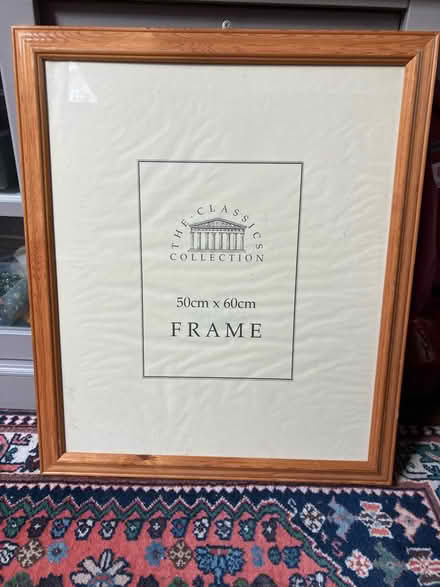 THE · CLASSICS
COLLECTION
50cm x 60cm
FRAME